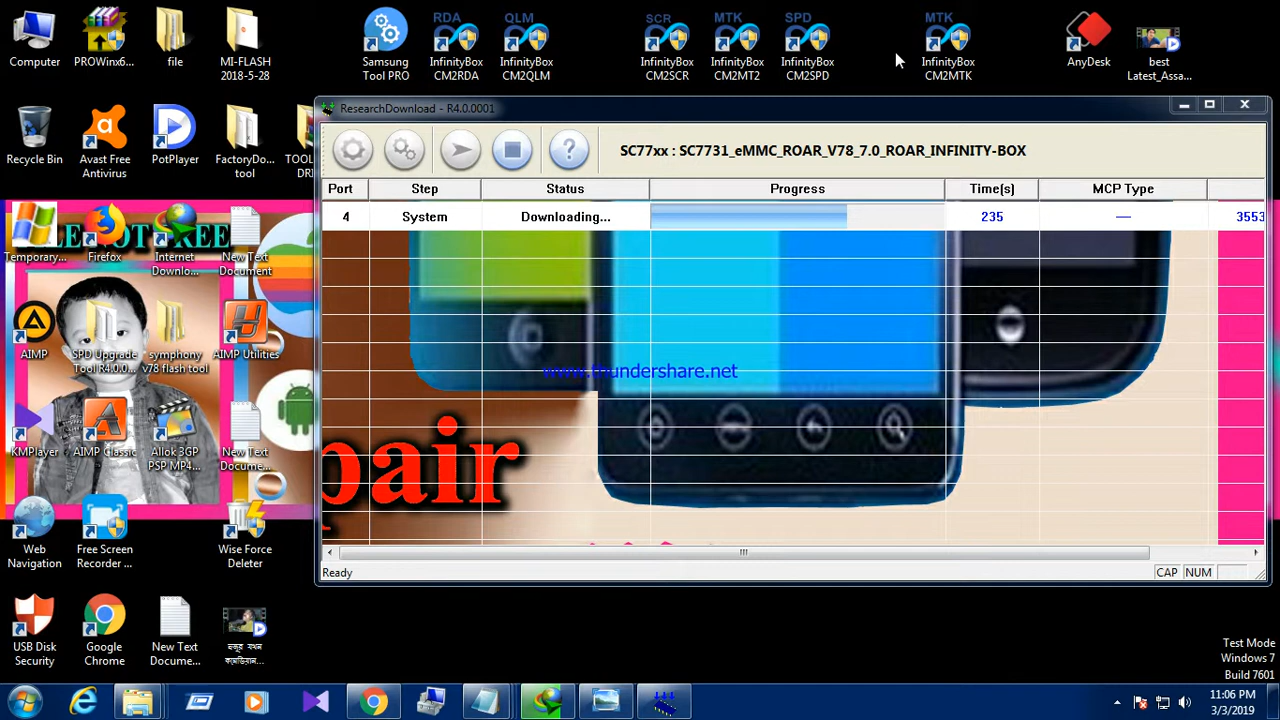 Computer
PROWinx6...
file
MI-FLASH
2018-5-28
Samsung
Tool PRO
RDA
InfinityBox
CM2RDA
QLM
InfinityBox
CM2QLM
SCR
InfinityBox
CM2SCR
MTK
InfinityBox
CM2MT2
SPD
InfinityBox
CM2SPD
MTK
InfinityBox
CM2MTK
AnyDesk
best
Latest_Assa...
Recycle Bin
Avast Free
Antivirus
PotPlayer
FactoryDo...
tool
TOOL
DRI
ResearchDownload - R4.0.0001
SC77xx : SC7731_eMMC_ROAR_V78_7.0_ROAR_INFINITY-BOX
Port Step Status Progress Time[s] MCP Type
4 System Downloading... 235 — 3553
Temporary...
Firefox
Internet
Downlo...
New Text
Document
AIMP
SPD Upgrade
Tool R4.0.0...
symphony
v78 flash tool
AIMP Utilities
www.thundershare.net
pair
KMPlayer
AIMP Classic
Allok 3GP
PSP MP4...
New Text
Docume...
Web
Navigation
Free Screen
Recorder ...
Wise Force
Deleter
Ready
CAP NUM
USB Disk
Security
Google
Chrome
New Text
Docume...
হুজুর যখন
Test Mode
Windows 7
Build 7601
11:06 PM
3/3/2019